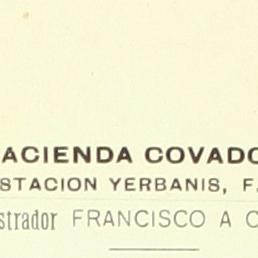 ACIENDA COVADO
STACION YERBANIS, F.
strador FRANCISCO A C